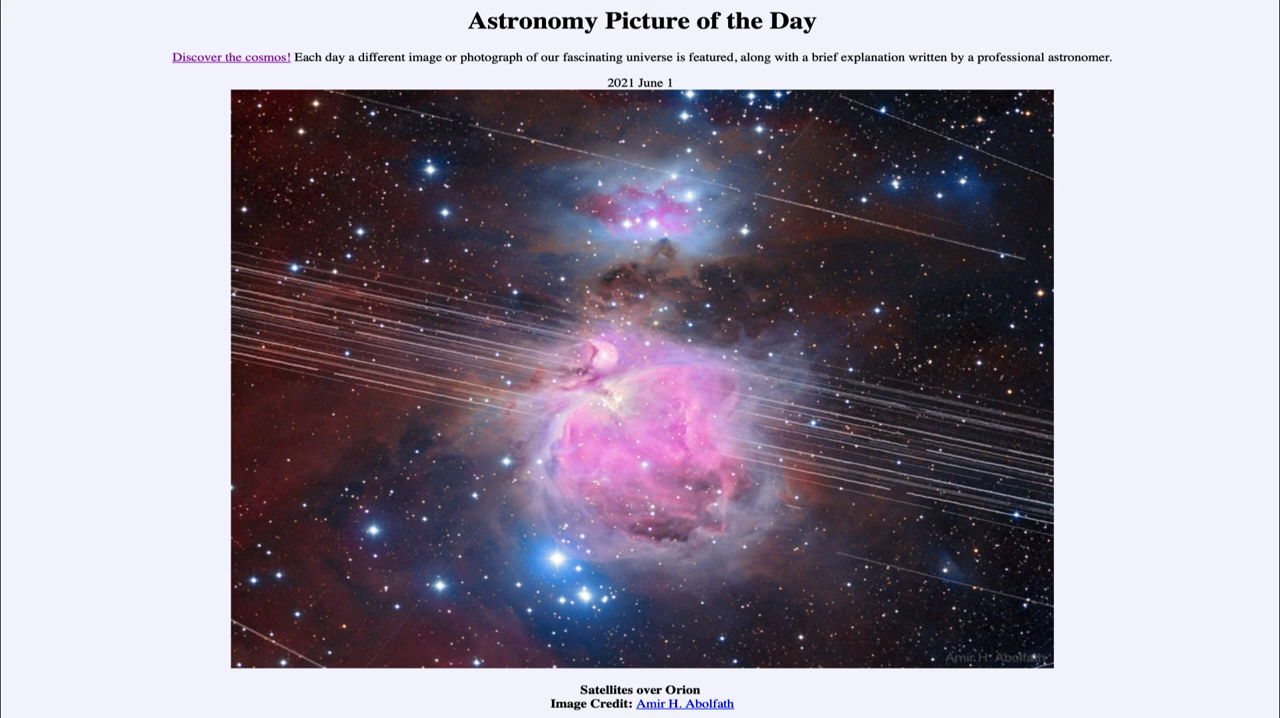 Astronomy Picture of the Day
Discover the cosmos! Each day a different image or photograph of our fascinating universe is featured, along with a brief explanation written by a professional astronomer.
2021 June 1
Amir H. Abolfath
Satellites over Orion
Image Credit: Amir H. Abolfath